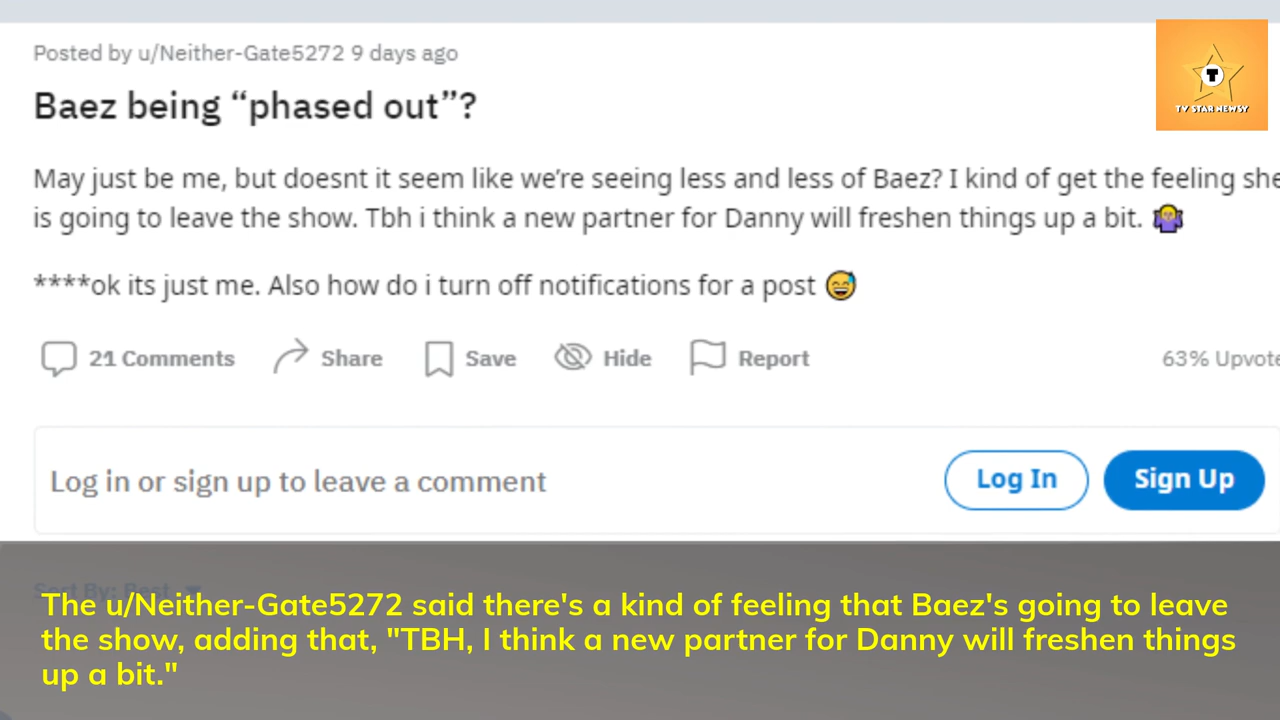 Posted by u/Neither-Gate5272 9 days ago
T
TV STAR NEWSY
Baez being “phased out”?
May just be me, but doesnt it seem like we’re seeing less and less of Baez? I kind of get the feeling she
is going to leave the show. Tbh i think a new partner for Danny will freshen things up a bit. 🤷‍♀️
****ok its just me. Also how do i turn off notifications for a post 😅
21 Comments Share Save Hide Report 63% Upvote
Log in or sign up to leave a comment Log In Sign Up
Sort By: Best
The u/Neither-Gate5272 said there's a kind of feeling that Baez's going to leave
the show, adding that, "TBH, I think a new partner for Danny will freshen things
up a bit."